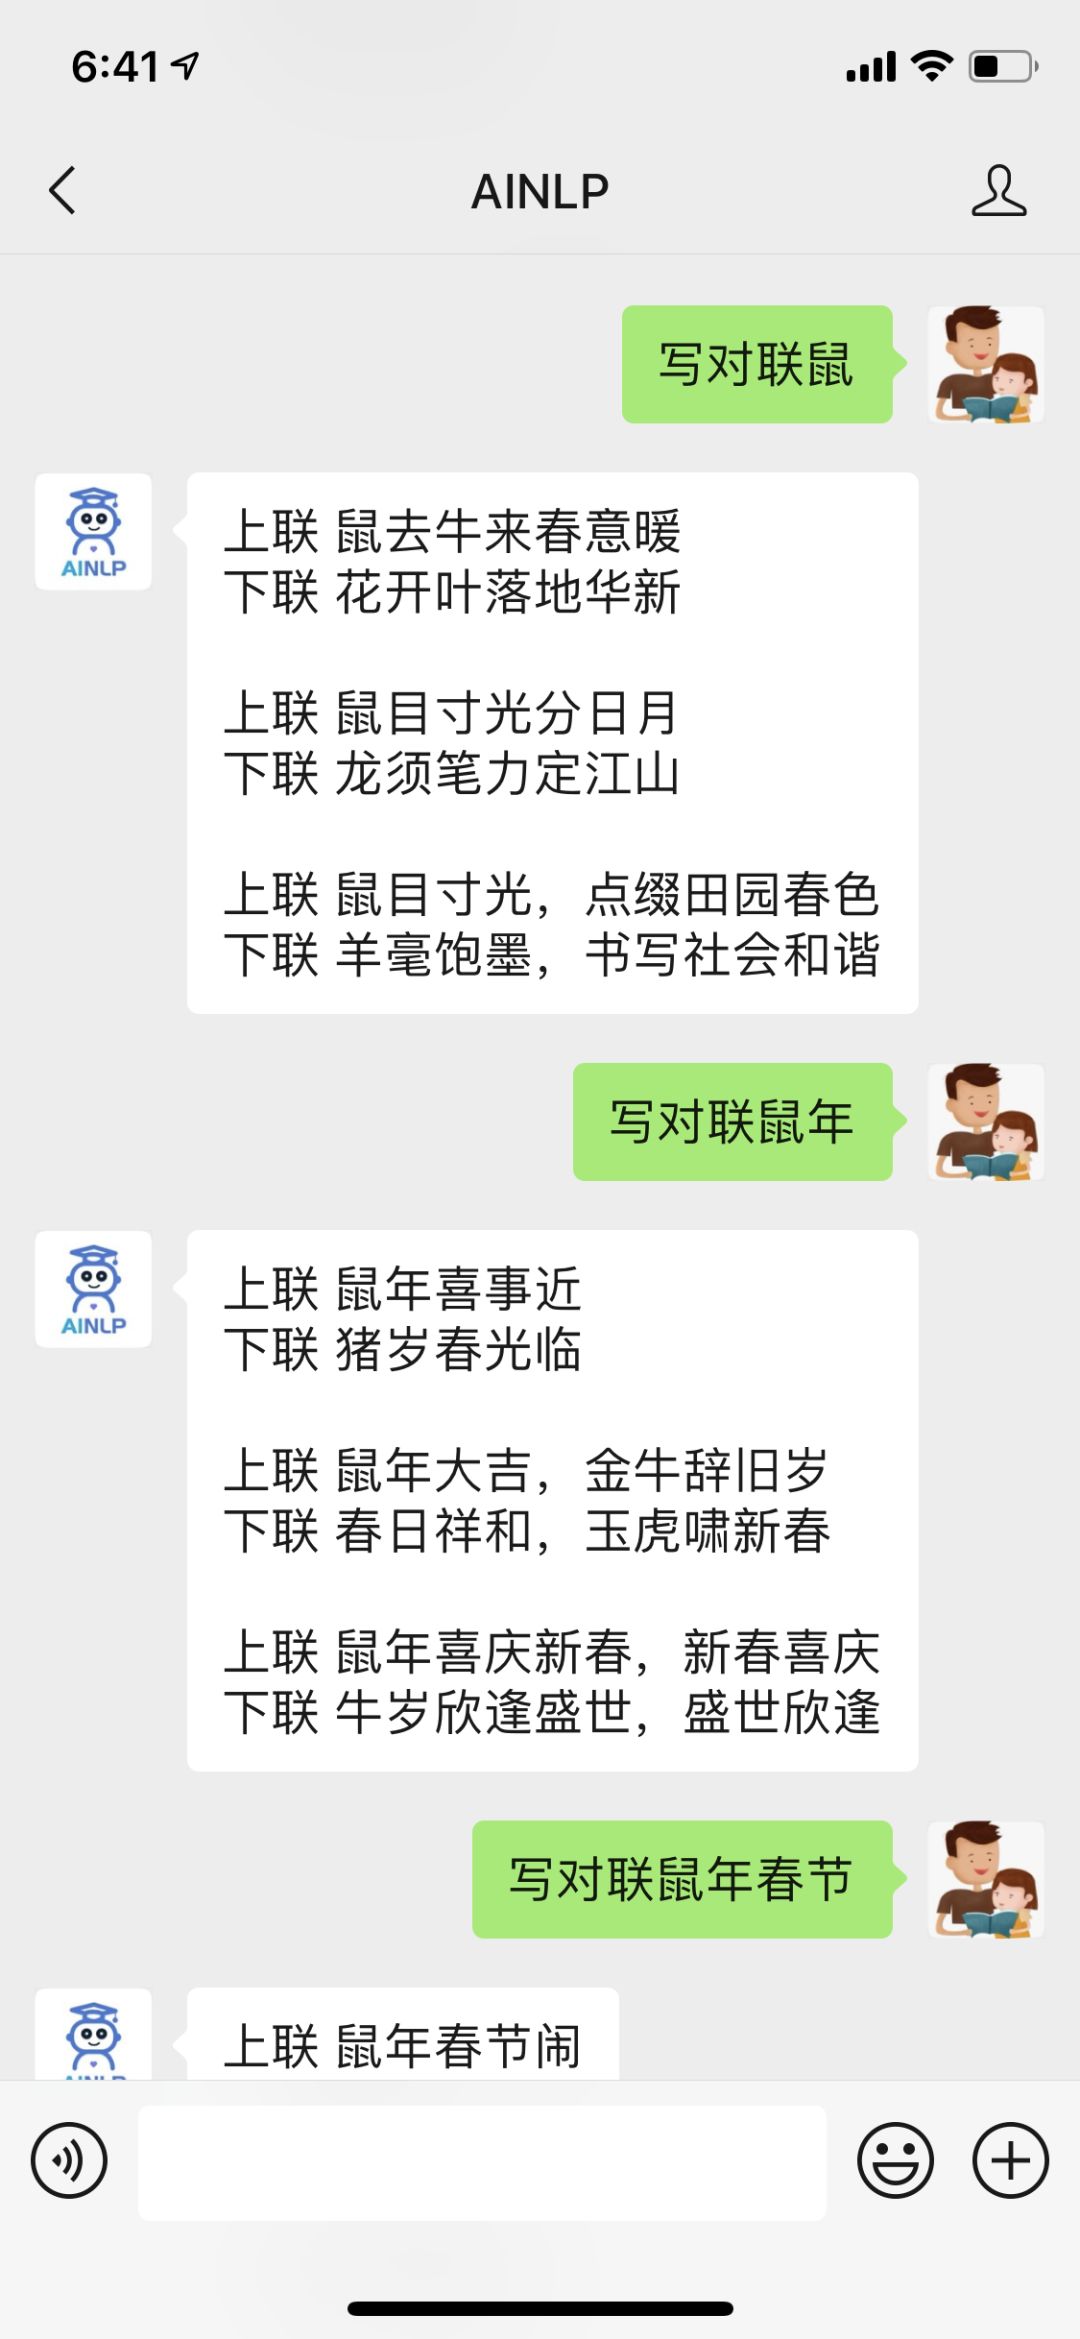 6:41
AINLP
写对联鼠
AINLP
上联 鼠去牛来春意暖
下联 花开叶落地华新
上联 鼠目寸光分日月
下联 龙须笔力定江山
上联 鼠目寸光，点缀田园春色
下联 羊毫饱墨，书写社会和谐
写对联鼠年
AINLP
上联 鼠年喜事近
下联 猪岁春光临
上联 鼠年大吉，金牛辞旧岁
下联 春日祥和，玉虎啸新春
上联 鼠年喜庆新春，新春喜庆
下联 牛岁欣逢盛世，盛世欣逢
写对联鼠年春节
上联 鼠年春节闹